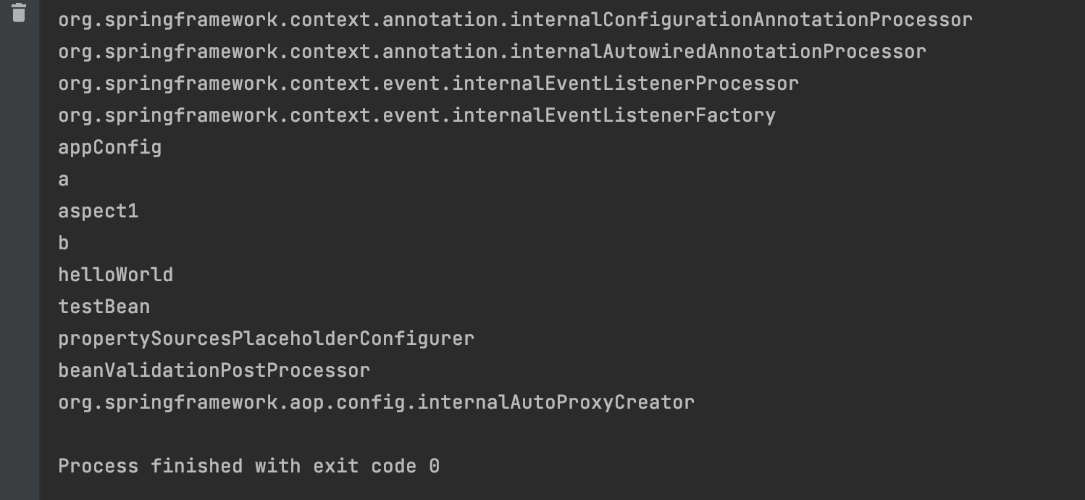 org.springframework.context.annotation.internalConfigurationAnnotationProcessor
org.springframework.context.annotation.internalAutowiredAnnotationProcessor
org.springframework.context.event.internalEventListenerProcessor
org.springframework.context.event.internalEventListenerFactory
appConfig
a
aspect1
b
helloWorld
testBean
propertySourcesPlaceholderConfigurer
beanValidationPostProcessor
org.springframework.aop.config.internalAutoProxyCreator
Process finished with exit code 0